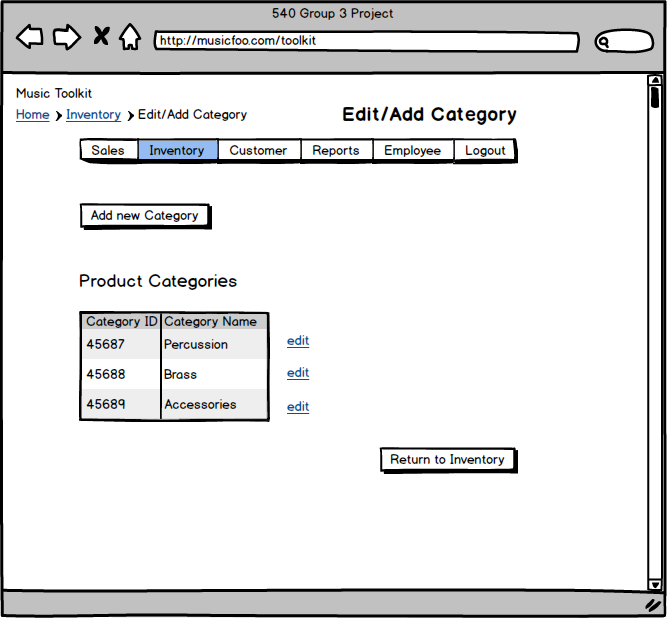 540 Group 3 Project
http://musicfoo.com/toolkit
Music Toolkit
Home > Inventory > Edit/Add Category
Edit/Add Category
Sales Inventory Customer Reports Employee Logout
Add new Category
Product Categories
Category ID Category Name
45687 Percussion edit
45688 Brass edit
45689 Accessories edit
Return to Inventory